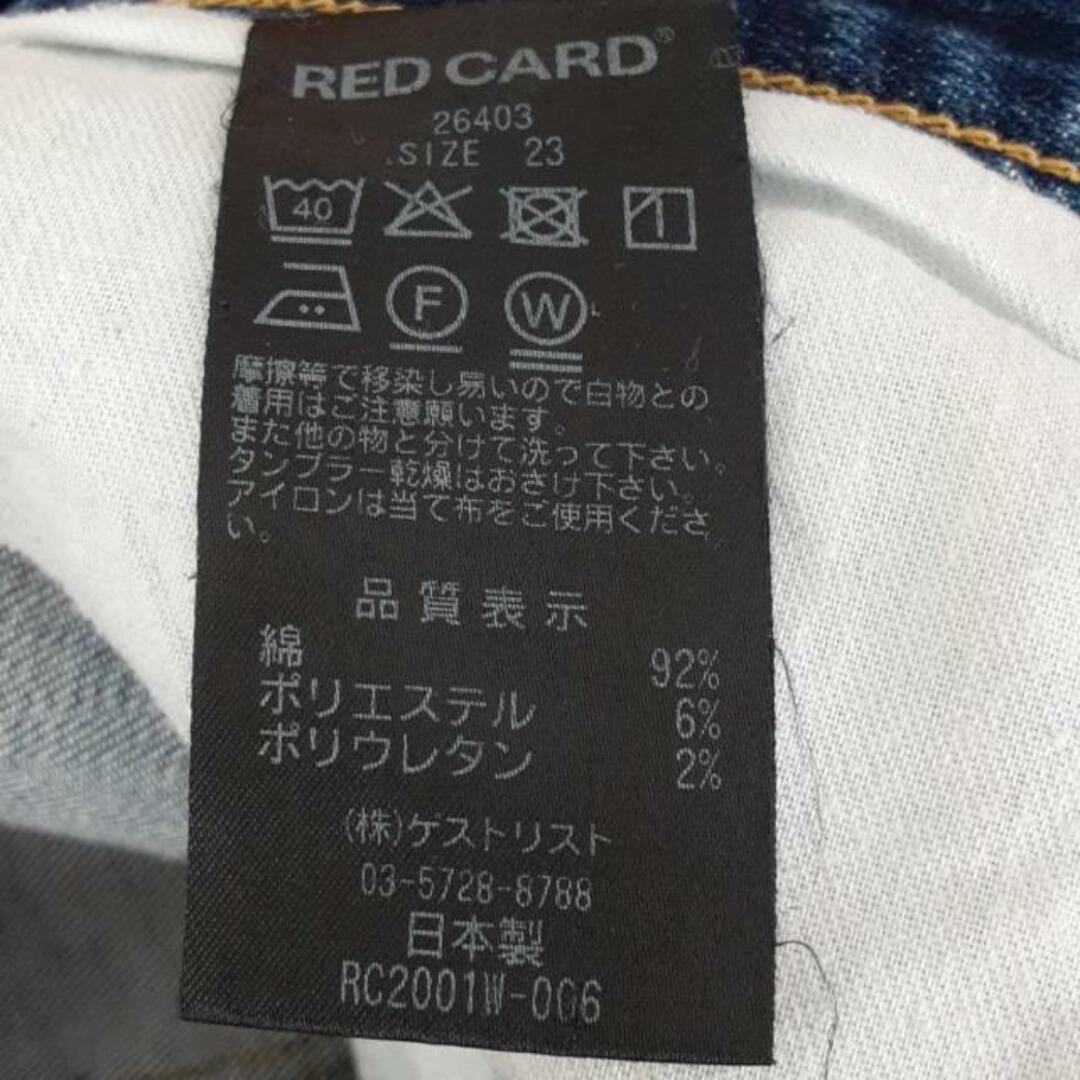 RED CARD®
26403
SIZE 23
40
F W
摩擦等で移染し易いので白物との
着用はご注意願います。
また他の物と分けて洗って下さい。
タンブラー乾燥はおさけ下さい。
アイロンは当て布をご使用くださ
い。
品質表示
綿 92%
ポリエステル 6%
ポリウレタン 2%
(株)ゲストリスト
03-5728-8788
日本製
RC2001W-006